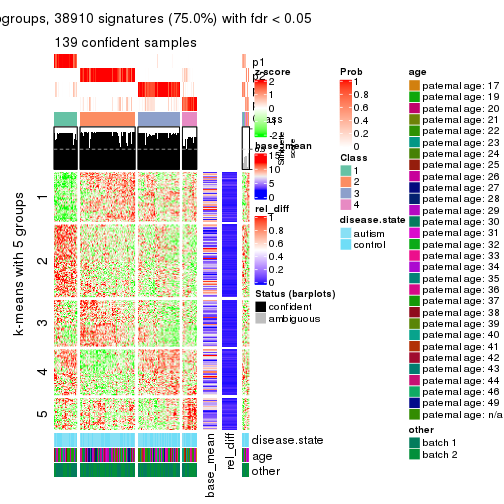 ogroups, 38910 signatures (75.0%) with fdr < 0.05
139 confident samples
p1
z-score
2
1
0
-1
-2
Silhouette
score
base_mean
15
10
5
0
rel_diff
1
0.8
0.6
0.4
0.2
0
Status (barplots)
confident
ambiguous
k-means with 5 groups
1
2
3
4
5
base_mean
rel_diff
disease.state
age
other
Prob
1
0.8
0.6
0.4
0.2
0
Class
1
2
3
4
disease.state
autism
control
age
paternal age: 17
paternal age: 19
paternal age: 20
paternal age: 21
paternal age: 22
paternal age: 23
paternal age: 24
paternal age: 25
paternal age: 26
paternal age: 27
paternal age: 28
paternal age: 29
paternal age: 30
paternal age: 31
paternal age: 32
paternal age: 33
paternal age: 34
paternal age: 35
paternal age: 36
paternal age: 37
paternal age: 38
paternal age: 39
paternal age: 40
paternal age: 41
paternal age: 42
paternal age: 43
paternal age: 44
paternal age: 46
paternal age: 49
paternal age: n/a
other
batch 1
batch 2